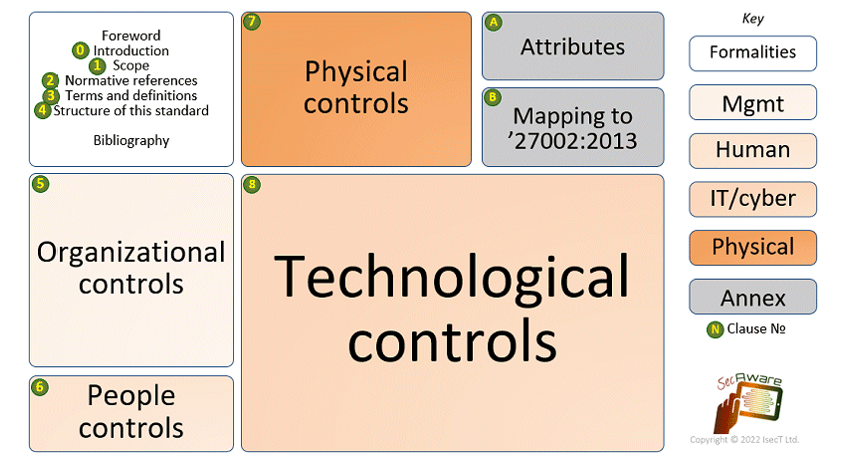 Foreword
0 Introduction
1 Scope
2 Normative references
3 Terms and definitions
4 Structure of this standard
Bibliography
7
Physical
controls
A
Attributes
B
Mapping to
’27002:2013
5
Organizational
controls
6
People
controls
8
Technological
controls
Key
Formalities
Mgmt
Human
IT/cyber
Physical
Annex
N Clause №
SecAware
Copyright © 2022 IsecT Ltd.